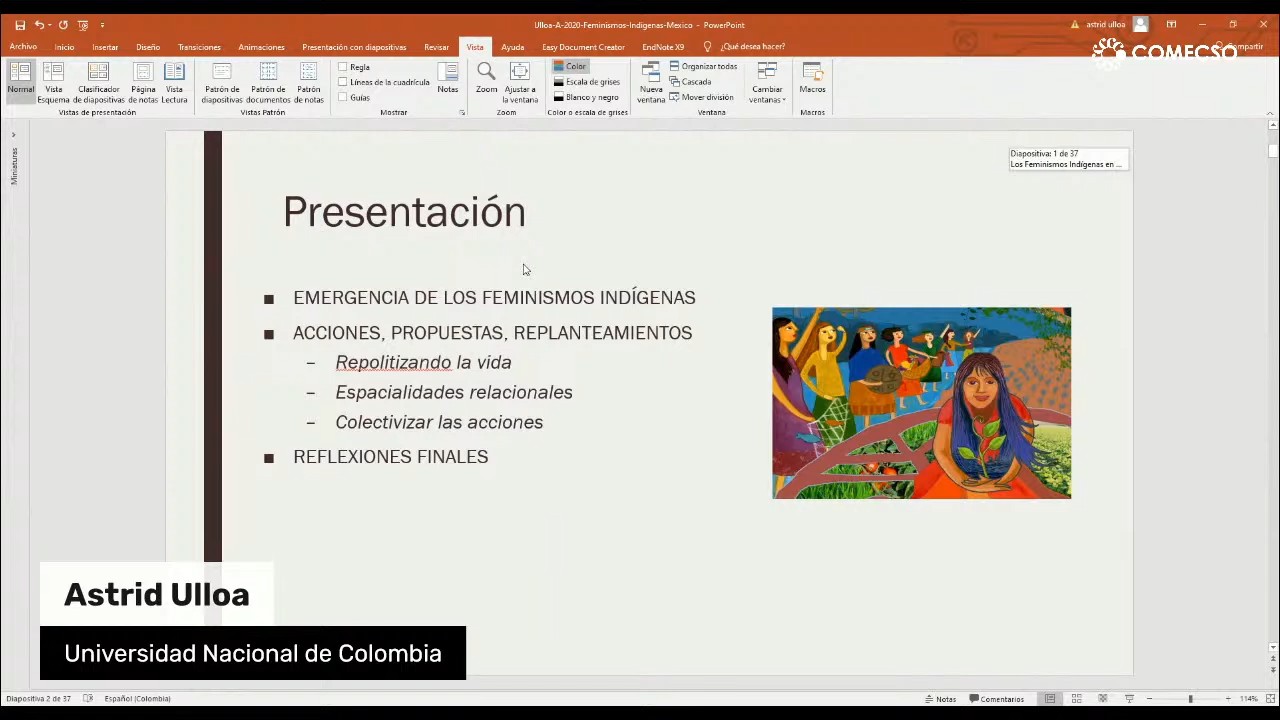 Ulloa-A-2020-Feminismos-Indigenas-Mexico - PowerPoint
astrid ulloa
Archivo Inicio Insertar Diseño Transiciones Animaciones Presentación con diapositivas Revisar Vista Ayuda Easy Document Creator EndNote X9 ¿Qué desea hacer? Compartir
COMECSO
Normal
Vista Esquema
Clasificador de diapositivas
Página de notas
Vista Lectura
Vistas de presentación
Patrón de diapositivas
Patrón de documentos
Patrón de notas
Vistas Patrón
Regla
Líneas de la cuadrícula
Guías
Mostrar
Notas
Zoom
Ajustar a la ventana
Zoom
Color
Escala de grises
Blanco y negro
Color o escala de grises
Nueva ventana
Organizar todas
Cascada
Mover división
Ventana
Cambiar ventanas
Macros
Macros
Miniaturas
Diapositiva: 1 de 37
Los Feminismos Indígenas en ...
Presentación
■ EMERGENCIA DE LOS FEMINISMOS INDÍGENAS
■ ACCIONES, PROPUESTAS, REPLANTEAMIENTOS
– Repolitizando la vida
– Espacialidades relacionales
– Colectivizar las acciones
■ REFLEXIONES FINALES
Astrid Ulloa
Universidad Nacional de Colombia
Diapositiva 2 de 37 Español (Colombia) Notas Comentarios 114%